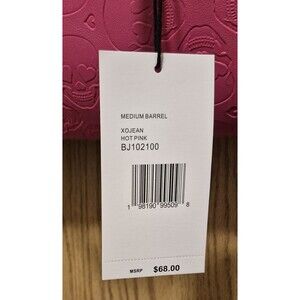 MEDIUM BARREL
XOJEAN
HOT PINK
BJ102100
1 98190 99509 8
MSRP $68.00